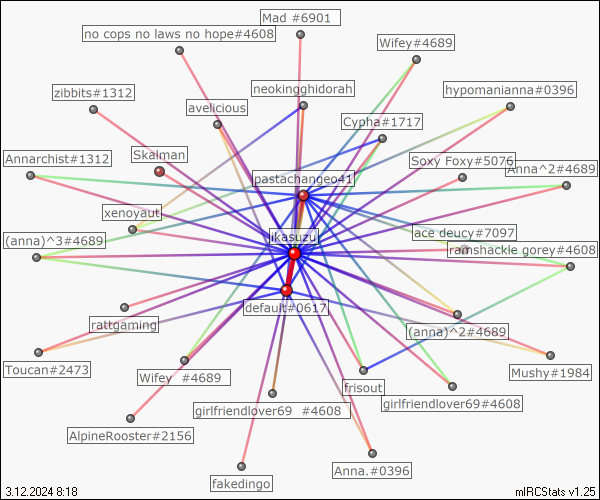 Mad #6901
no cops no laws no hope#4608
Wifey#4689
neokingghidorah
hypomanianna#0396
zibbits#1312
avelicious
Cypha#1717
Skalman
Soxy Foxy#5076
Annarchist#1312
Anna^2#4689
pastachangeo41
xenoyaut
ace deucy#7097
(anna)^3#4689
jikasuzul
ramshackle gorey#4608
default#0617
rattgaming
(anna)^2#4689
Toucan#2473
Wifey #4689
Mushy#1984
frisout
girlfriendlover69 #4608
girlfriendlover69#4608
AlpineRooster#2156
Anna.#0396
fakedingo
3.12.2024 8:18
mIRCStats v1.25